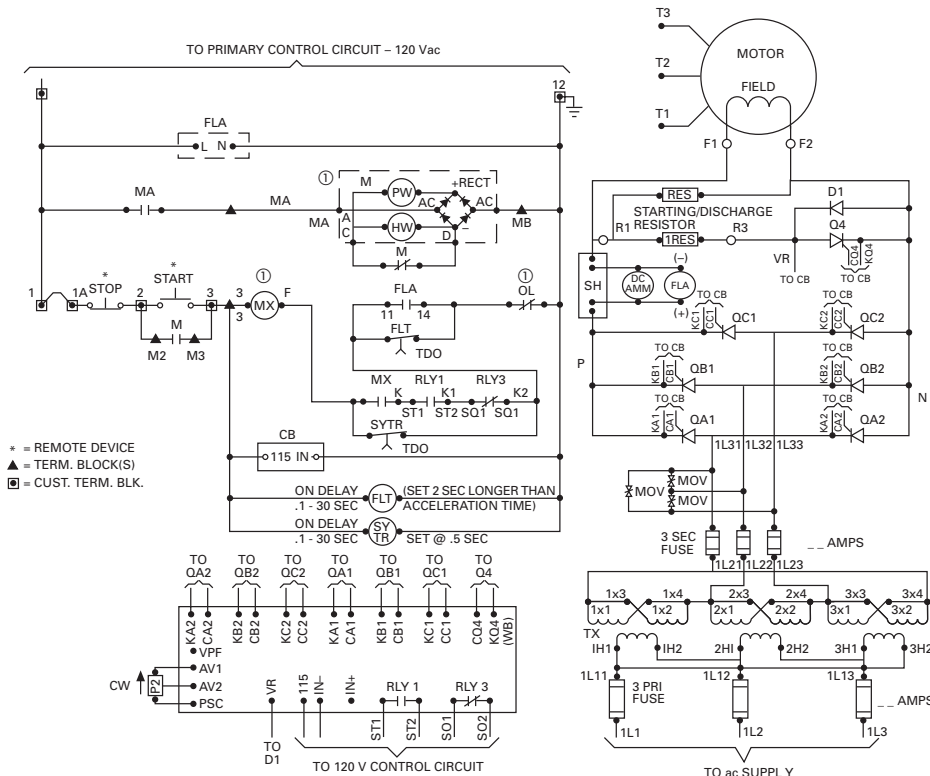 TO PRIMARY CONTROL CIRCUIT – 120 Vac
12
FLA
L N
MA
MA
MA
①
M
PW
+RECT
AC
AC
A
C
HW
D
-
MB
M
1
1A
*
STOP
2
*
START
3
3
3
①
MX
F
M
M2
M3
FLA
11
14
①
OL
FLT
TDO
MX
K
RLY1
K1
RLY3
K2
ST1
ST2
SQ1
SQ1
SYTR
TDO
* = REMOTE DEVICE
▲ = TERM. BLOCK(S)
= CUST. TERM. BLK.
CB
115 IN
ON DELAY
.1 - 30 SEC
FLT
(SET 2 SEC LONGER THAN
ACCELERATION TIME)
ON DELAY
.1 - 30 SEC
SY
TR
SET @ .5 SEC
TO
QA2
TO
QB2
TO
QC2
TO
QA1
TO
QB1
TO
QC1
TO
Q4
KA2
CA2
KB2
CB2
KC2
CC2
KA1
CA1
KB1
CB1
KC1
CC1
CQ4
KQ4
(WB)
VPF
AV1
AV2
PSC
CW
P2
VR
115
IN–
IN+
RLY 1
RLY 3
ST1
ST2
SO1
SO2
TO
D1
TO 120 V CONTROL CIRCUIT
T3
T2
T1
MOTOR
FIELD
F1
F2
RES
STARTING/DISCHARGE
RESISTOR
R1
1RES
R3
D1
Q4
VR
TO CB
CQ4
KQ4
TO CB
SH
DC
AMM
(–)
FLA
(+)
TO CB
KC1
CC1
QC1
TO CB
KC2
CC2
QC2
P
TO CB
KB1
CB1
QB1
TO CB
KB2
CB2
QB2
N
TO CB
KA1
CA1
QA1
TO CB
KA2
CA2
QA2
1L31
1L32
1L33
MOV
MOV
MOV
3 SEC
FUSE
_ _ AMPS
1L21
1L22
1L23
1x3
1x4
2x3
2x4
3x3
3x4
1x1
1x2
2x1
2x2
3x1
3x2
TX
IH1
IH2
2HI
2H2
3H1
3H2
1L11
1L12
1L13
3 PRI
FUSE
_ _ AMPS
1L1
1L2
1L3
TO ac SUPPL Y